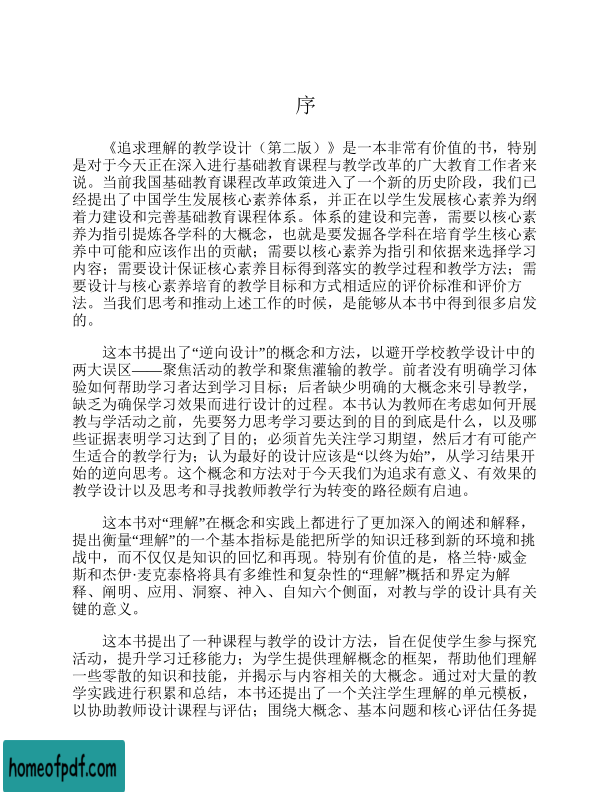 序
《追求理解的教学设计（第二版）》是一本非常有价值的书，特别
是对于今天正在深入进行基础教育课程与教学改革的广大教育工作者来
说。当前我国基础教育课程改革政策进入了一个新的历史阶段，我们已
经提出了中国学生发展核心素养体系，并正在以学生发展核心素养为纲
着力建设和完善基础教育课程体系。体系的建设和完善，需要以核心素
养为指引提炼各学科的大概念，也就是要发掘各学科在培育学生核心素
养中可能和应该作出的贡献；需要以核心素养为指引和依据来选择学习
内容；需要设计保证核心素养目标得到落实的教学过程和教学方法；需
要设计与核心素养培育的教学目标和方式相适应的评价标准和评价方
法。当我们思考和推动上述工作的时候，是能够从本书中得到很多启发
的。
这本书提出了“逆向设计”的概念和方法，以避开学校教学设计中的
两大误区——聚焦活动的教学和聚焦灌输的教学。前者没有明确学习体
验如何帮助学习者达到学习目标；后者缺少明确的大概念来引导教学，
缺乏为确保学习效果而进行设计的过程。本书认为教师在考虑如何开展
教与学活动之前，先要努力思考学习要达到的目的到底是什么，以及哪
些证据表明学习达到了目的；必须首先关注学习期望，然后才有可能产
生适合的教学行为；认为最好的设计应该是“以终为始”，从学习结果开
始的逆向思考。这个概念和方法对于今天我们为追求有意义、有效果的
教学设计以及思考和寻找教师教学行为转变的路径颇有启迪。
这本书对“理解”在概念和实践上都进行了更加深入的阐述和解释，
提出衡量“理解”的一个基本指标是能把所学的知识迁移到新的环境和挑
战中，而不仅仅是知识的回忆和再现。特别有价值的是，格兰特·威金
斯和杰伊·麦克泰格将具有多维性和复杂性的“理解”概括和界定为解
释、阐明、应用、洞察、神入、自知六个侧面，对教与学的设计具有关
键的意义。
这本书提出了一种课程与教学的设计方法，旨在促使学生参与探究
活动，提升学习迁移能力；为学生提供理解概念的框架，帮助他们理解
一些零散的知识和技能，并揭示与内容相关的大概念。通过对大量的教
学实践进行积累和总结，本书还提出了一个关注学生理解的单元模板，
以协助教师设计课程与评估；围绕大概念、基本问题和核心评估任务提
homeofpdf.com